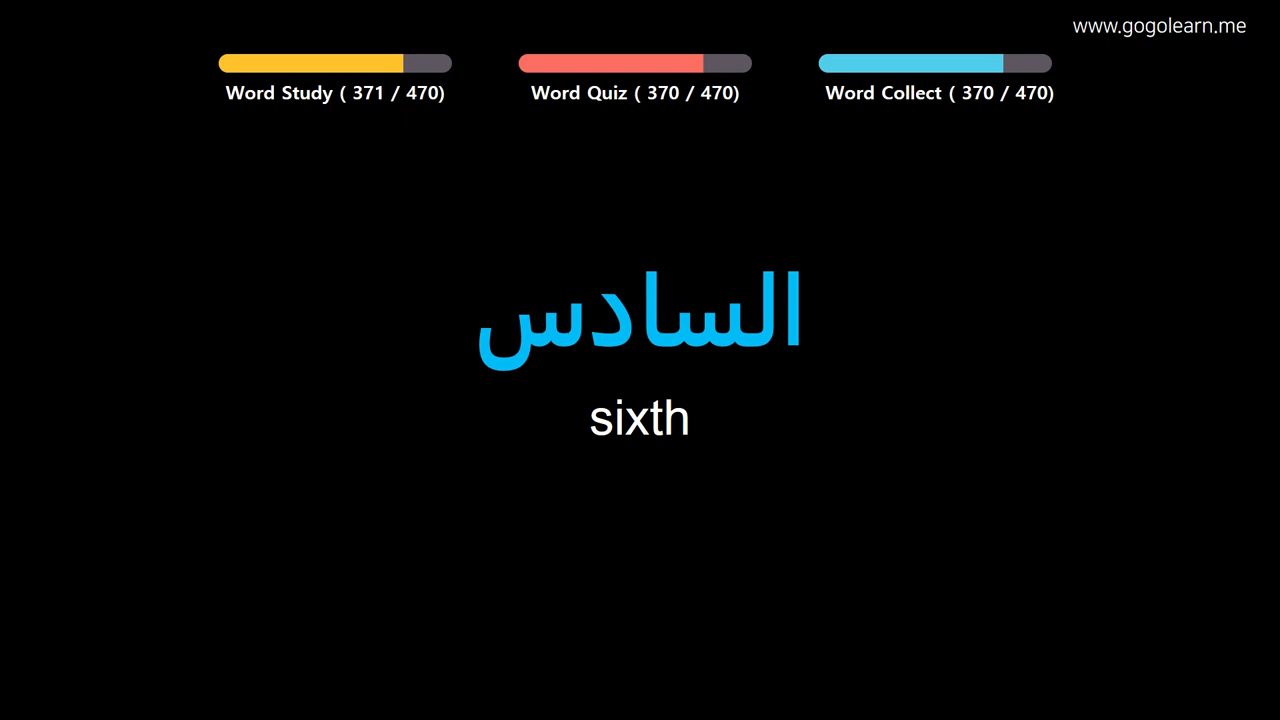 www.gogolearn.me
Word Study ( 371 / 470)
Word Quiz ( 370 / 470)
Word Collect ( 370 / 470)
السادس
sixth